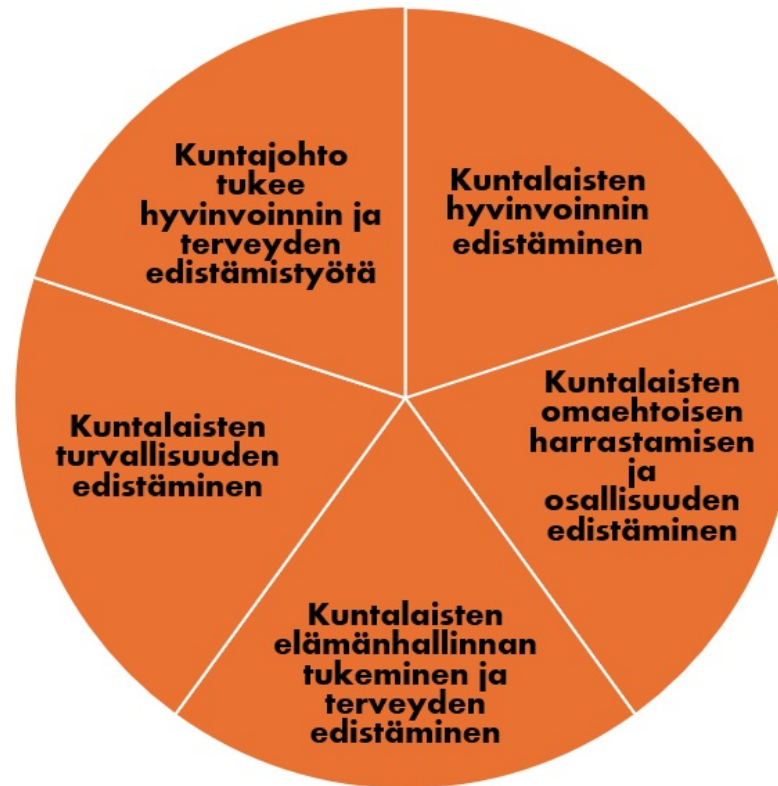 Kuntajohto
tukee
hyvinvoinnin ja
terveyden
edistämistyötä
Kuntalaisten
hyvinvoinnin
edistäminen
Kuntalaisten
omaehtoisen
harrastamisen
ja
osallisuuden
edistäminen
Kuntalaisten
turvallisuuden
edistäminen
Kuntalaisten
elämänhallinnan
tukeminen ja
terveyden
edistäminen